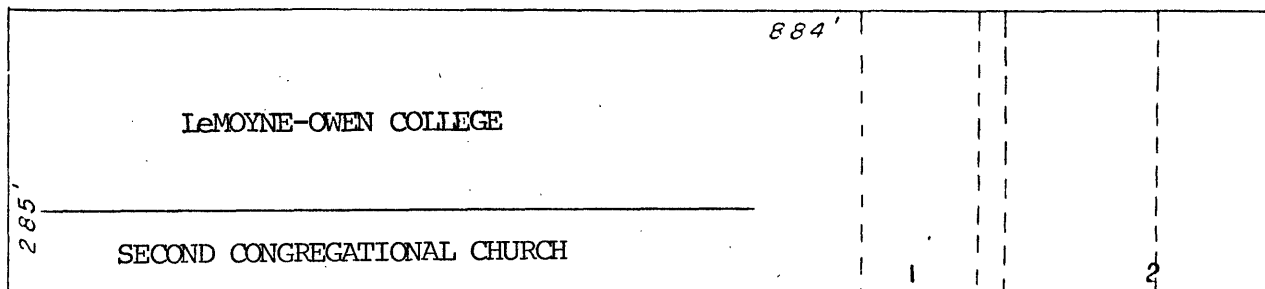 884'
LeMOYNE-OWEN COLLEGE
285'
SECOND CONGREGATIONAL CHURCH
1
2